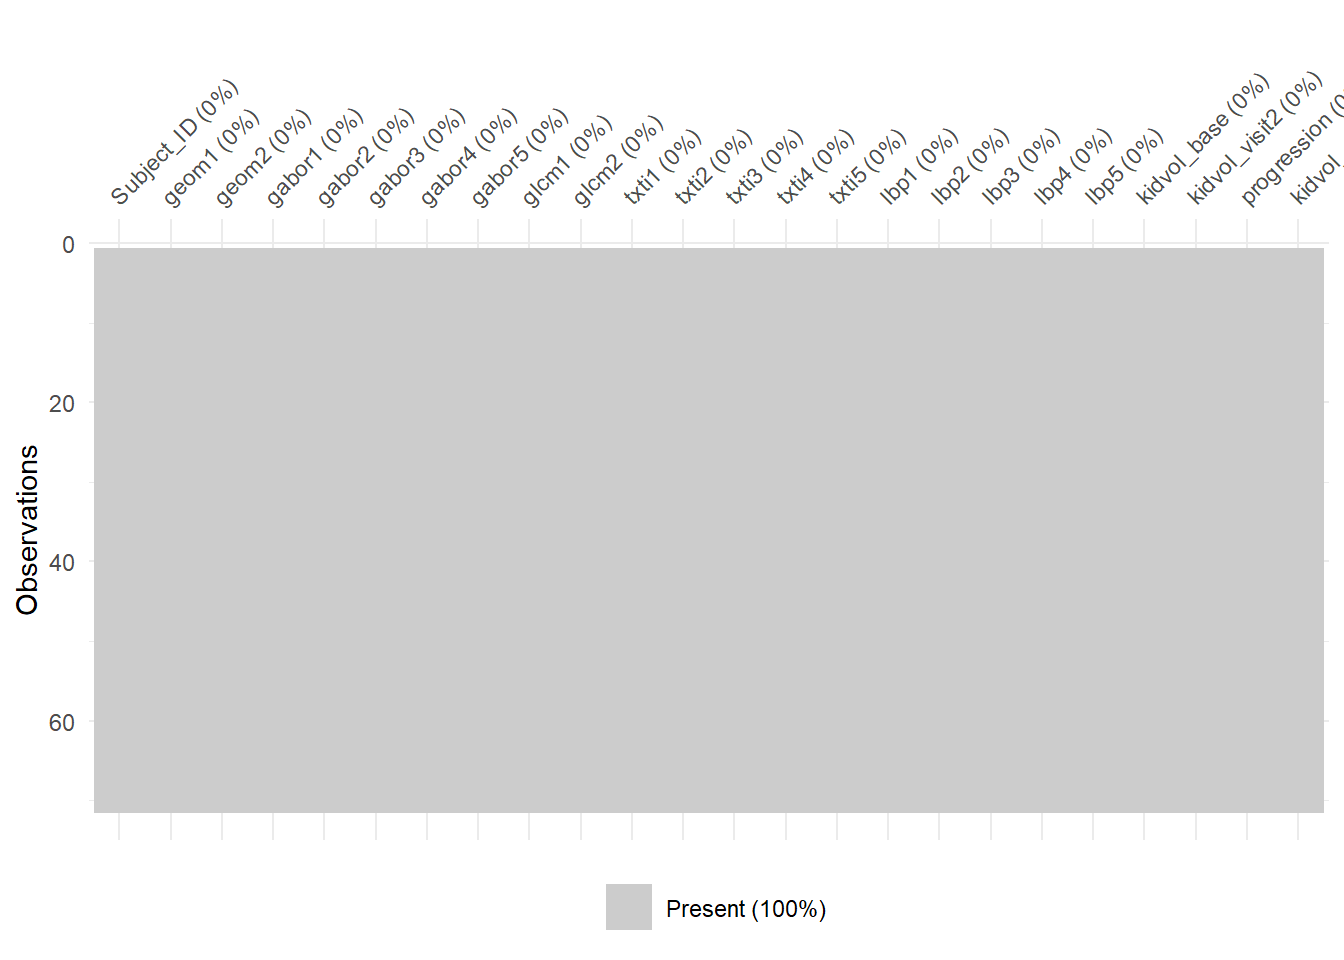 Subject_ID (0%)
geom1 (0%)
geom2 (0%)
gabor1 (0%)
gabor2 (0%)
gabor3 (0%)
gabor4 (0%)
gabor5 (0%)
glcm1 (0%)
glcm2 (0%)
txti1 (0%)
txti2 (0%)
txti3 (0%)
txti4 (0%)
txti5 (0%)
lbp1 (0%)
lbp2 (0%)
lbp3 (0%)
lbp4 (0%)
lbp5 (0%)
kidvol_base (0%)
kidvol_visit2 (0%)
progression (0
kidvol_
0
20
40
60
Observations
Present (100%)